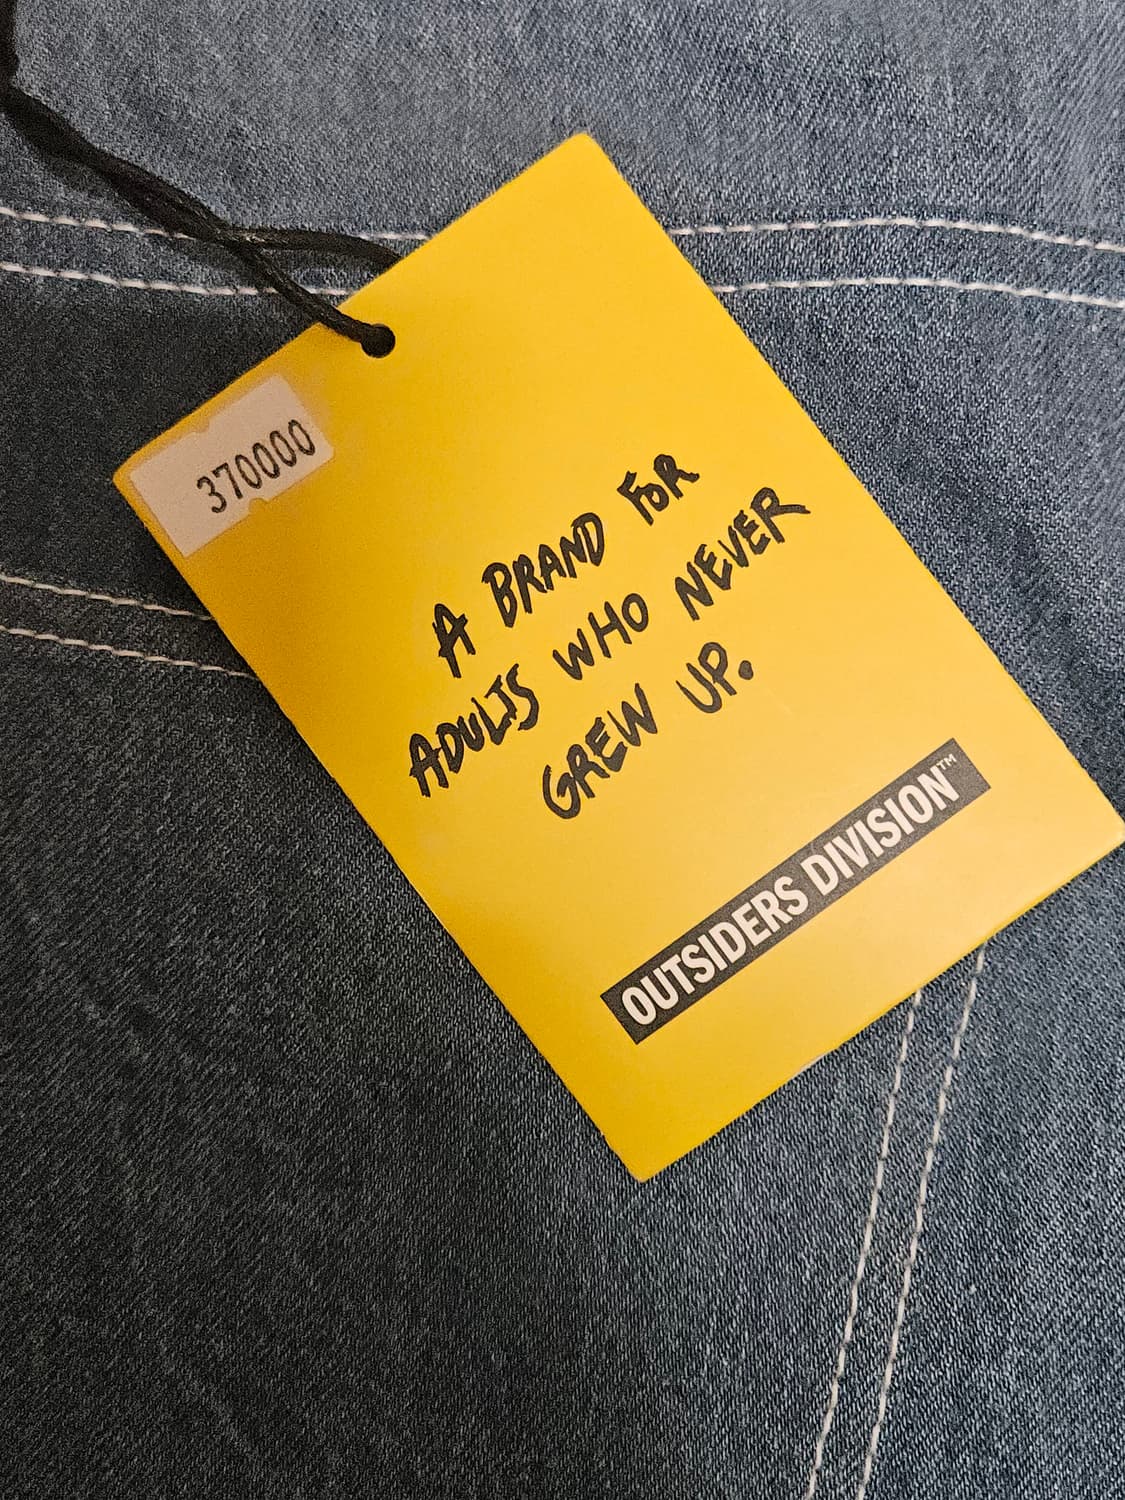 370000
A BRAND FOR
ADULTS WHO NEVER
GREW UP.
OUTSIDERS DIVISION™